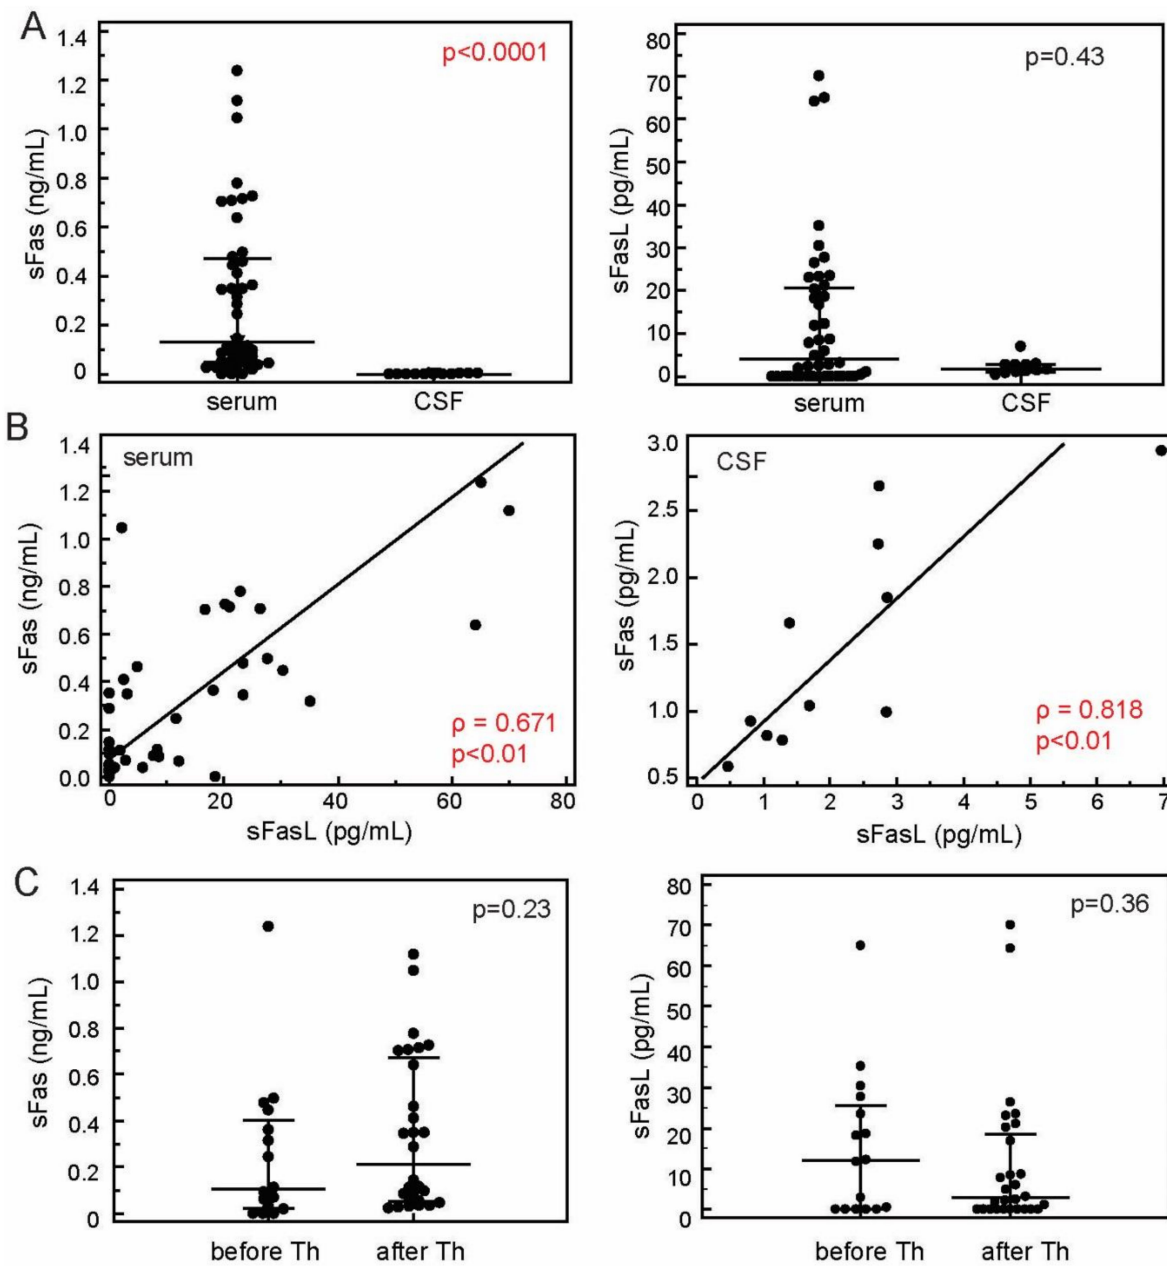 A
sFas (ng/mL)
1.4
1.2
1.0
0.8
0.6
0.4
0.2
0
p<0.0001
serum
CSF
sFasL (pg/mL)
80
70
60
50
40
30
20
10
0
p=0.43
serum
CSF
B
sFas (ng/mL)
1.4
1.2
1.0
0.8
0.6
0.4
0.2
0.0
serum
ρ = 0.671
p<0.01
0
20
40
60
80
sFasL (pg/mL)
sFas (pg/mL)
3.0
2.5
2.0
1.5
1.0
0.5
CSF
ρ = 0.818
p<0.01
0
1
2
3
4
5
6
7
sFasL (pg/mL)
C
sFas (ng/mL)
1.4
1.2
1.0
0.8
0.6
0.4
0.2
0
p=0.23
before Th
after Th
sFasL (pg/mL)
80
70
60
50
40
30
20
10
0
p=0.36
before Th
after Th